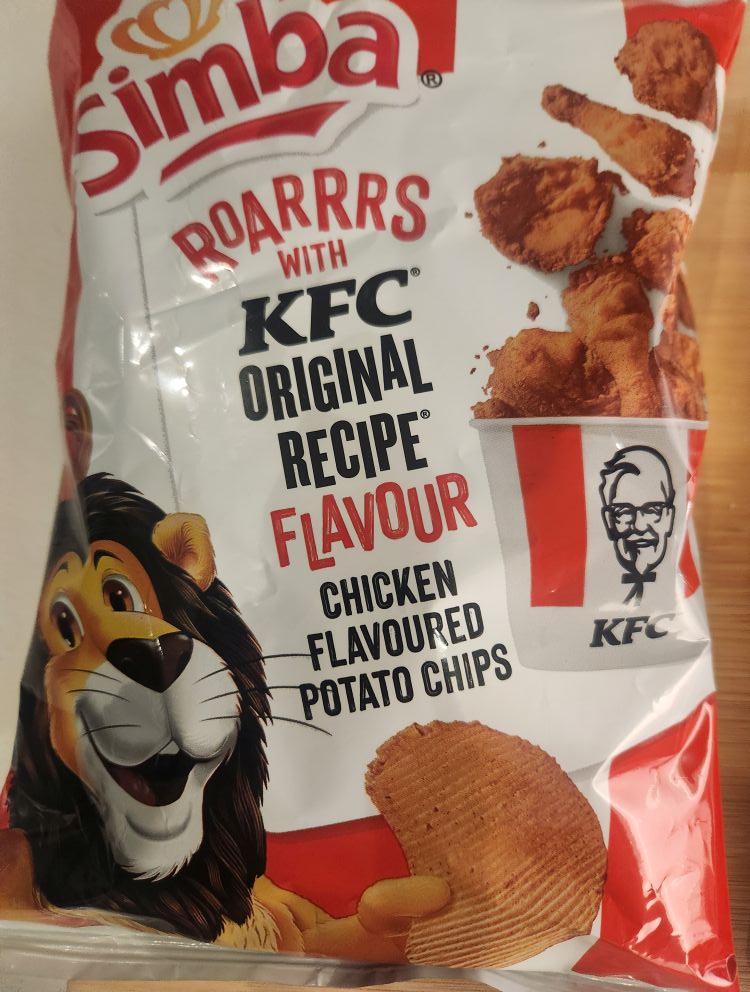 Simba®
ROARRRS
WITH
KFC®
ORIGINAL
RECIPE®
FLAVOUR
CHICKEN
FLAVOURED
POTATO CHIPS
KFC